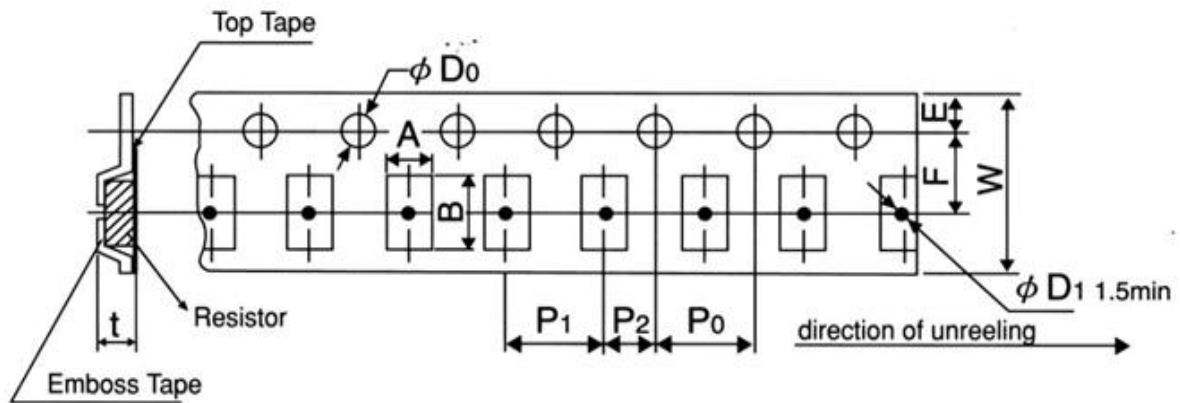 Top Tape
ϕ D0
A
B
E
F
W
ϕ D1 1.5min
P1
P2
P0
direction of unreeling
t
Resistor
Emboss Tape